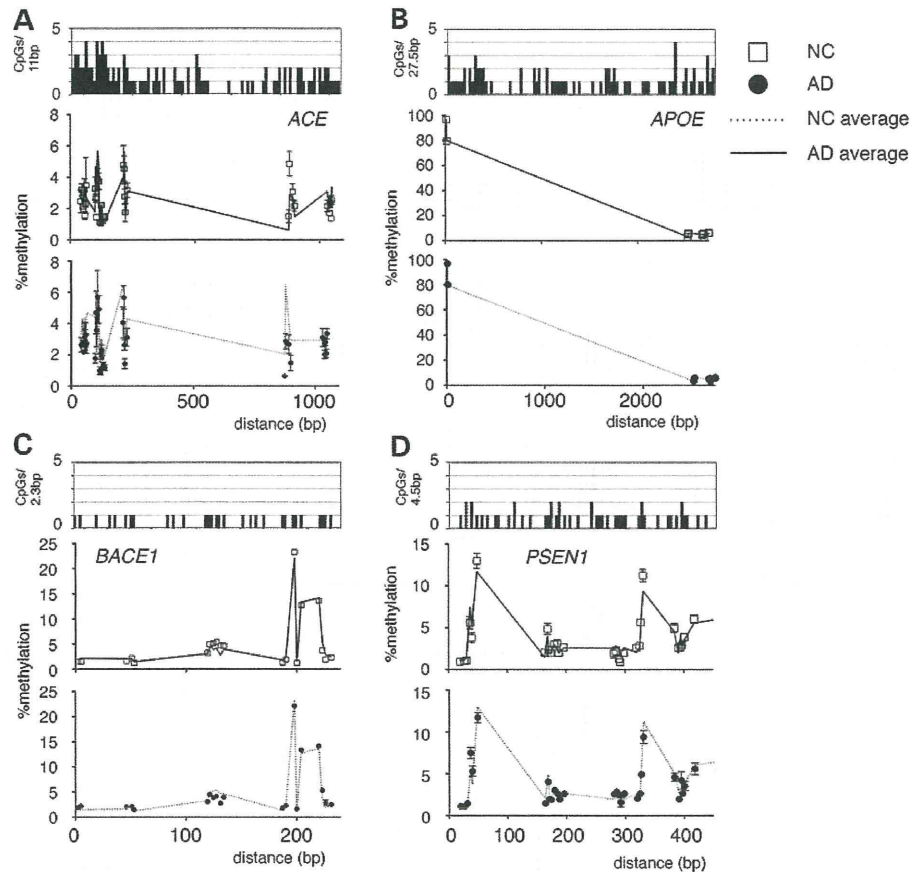 A
CpGs/
11bp
5
0
ACE
8
6
4
2
0
%methylation
8
6
4
2
0
0
500
1000
distance (bp)
B
CpGs/
27.5bp
5
0
APOE
100
80
60
40
20
0
%methylation
100
80
60
40
20
0
0
1000
2000
distance (bp)
NC
AD
NC average
AD average
C
CpGs/
2.3bp
5
0
BACE1
25
20
15
10
5
0
%methylation
25
20
15
10
5
0
0
100
200
distance (bp)
D
CpGs/
4.5bp
5
0
PSEN1
15
10
5
0
%methylation
15
10
5
0
0
100
200
300
400
distance (bp)